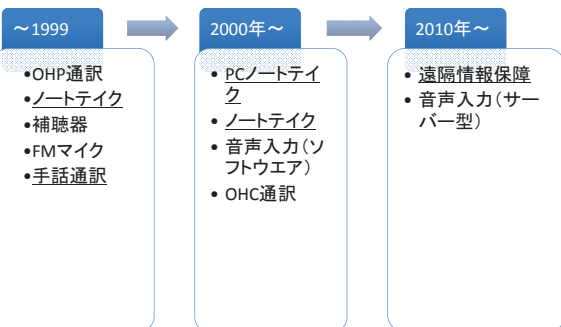 ～1999
•OHP通訳
•ノートテイク
•補聴器
•FMマイク
•手話通訳
2000年～
• PCノートテイ
ク
• ノートテイク
• 音声入力（ソ
フトウエア）
• OHC通訳
2010年～
• 遠隔情報保障
• 音声入力（サー
バー型）